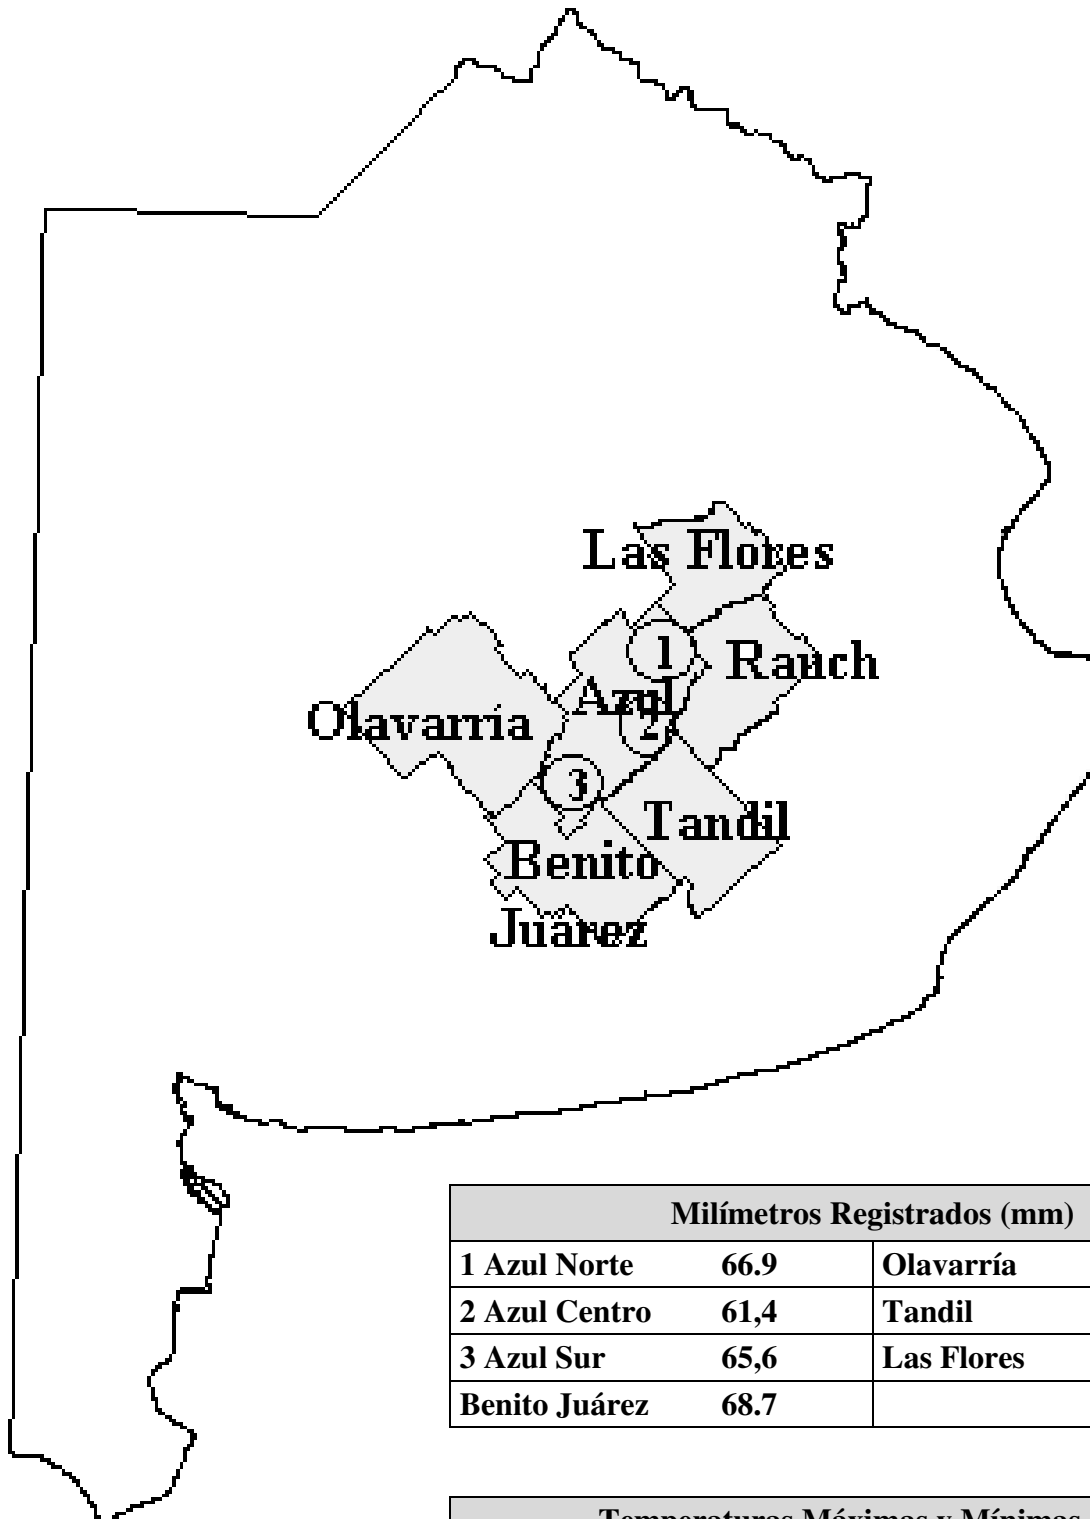 Las Flores
1
Rauch
Azul
Olavarría
2
3
Tandil
Benito
Juárez
Milímetros Registrados (mm)
1 Azul Norte 66.9 Olavarría
2 Azul Centro 61,4 Tandil
3 Azul Sur 65,6 Las Flores
Benito Juárez 68.7
Temperaturas Máximas y Mínimas